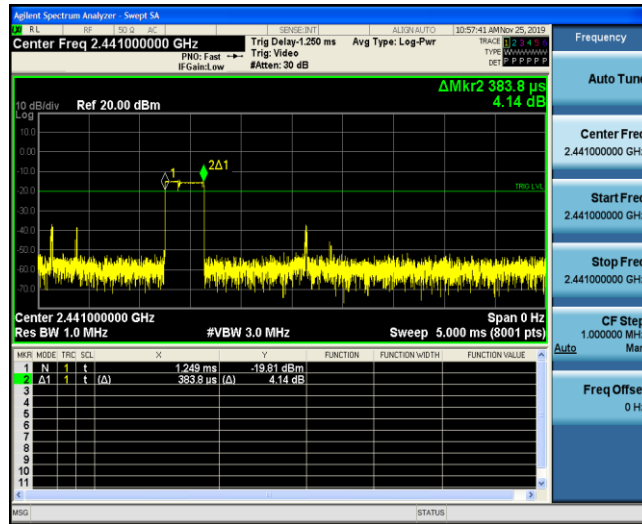 Agilent Spectrum Analyzer - Swept SA
RL RF 50 Ω AC SENSE:INT ALIGN AUTO 10:57:41 AM Nov 25, 2019
Center Freq 2.441000000 GHz
PNO: Fast
IFGain:Low
Trig Delay-1.250 ms
Trig: Video
#Atten: 30 dB
Avg Type: Log-Pwr
TRACE 1 2 3 4 5 6
TYPE
DET P P P P P P
ΔMkr2 383.8 µs
4.14 dB
10 dB/div Ref 20.00 dBm
Log
10.0
0.00
-10.0
-20.0
-30.0
-40.0
-50.0
-60.0
-70.0
1
2Δ1
TRIG LVL
Center 2.441000000 GHz Span 0 Hz
Res BW 1.0 MHz #VBW 3.0 MHz Sweep 5.000 ms (8001 pts)
MKR MODE TRC SCL X Y FUNCTION FUNCTION WIDTH FUNCTION VALUE
1 N 1 t 1.249 ms -19.81 dBm
2 Δ1 1 t (Δ) 383.8 µs (Δ) 4.14 dB
3
4
5
6
7
8
9
10
11
MSG STATUS
Frequency
Auto Tune
Center Freq
2.441000000 GHz
Start Freq
2.441000000 GHz
Stop Freq
2.441000000 GHz
CF Step
1.000000 MHz
Auto Man
Freq Offset
0 Hz